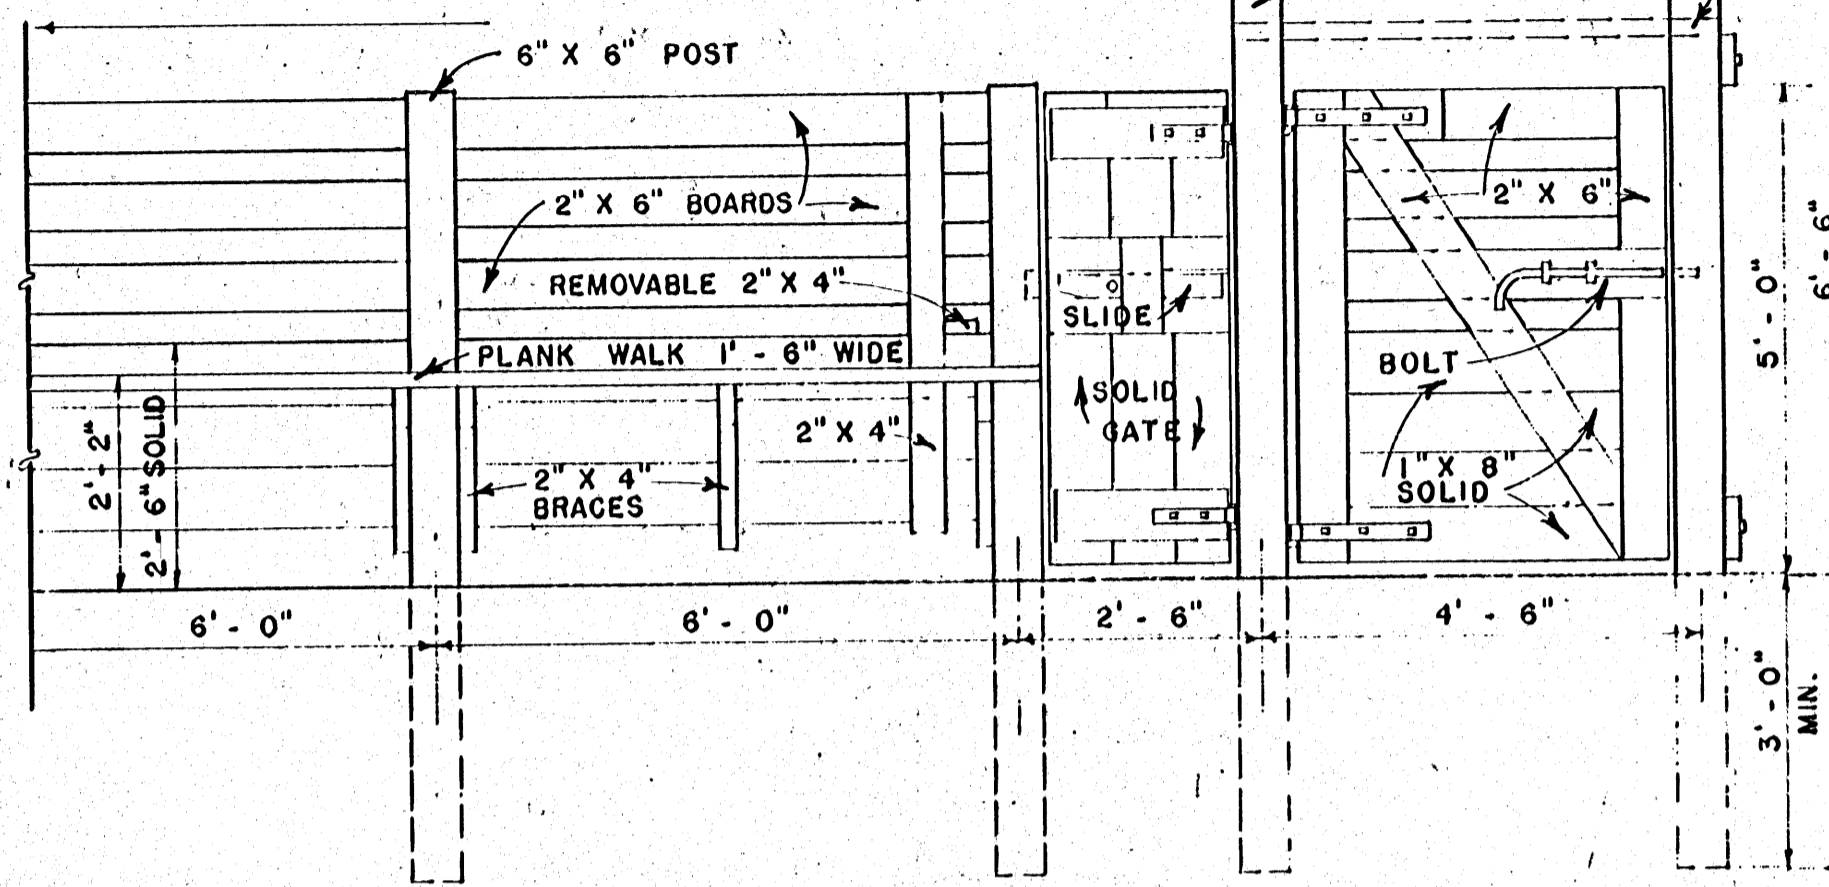 6" X 6" POST
2" X 6" BOARDS
2" X 6"
REMOVABLE 2" X 4"
SLIDE
PLANK WALK 1' - 6" WIDE
BOLT
SOLID
GATE
2" X 4"
2" X 4"
BRACES
1" X 8"
SOLID
2' - 2"
2' - 6" SOLID
6' - 0"
6' - 0"
2' - 6"
4' - 6"
5' - 0"
6' - 6"
3' - 0"
MIN.